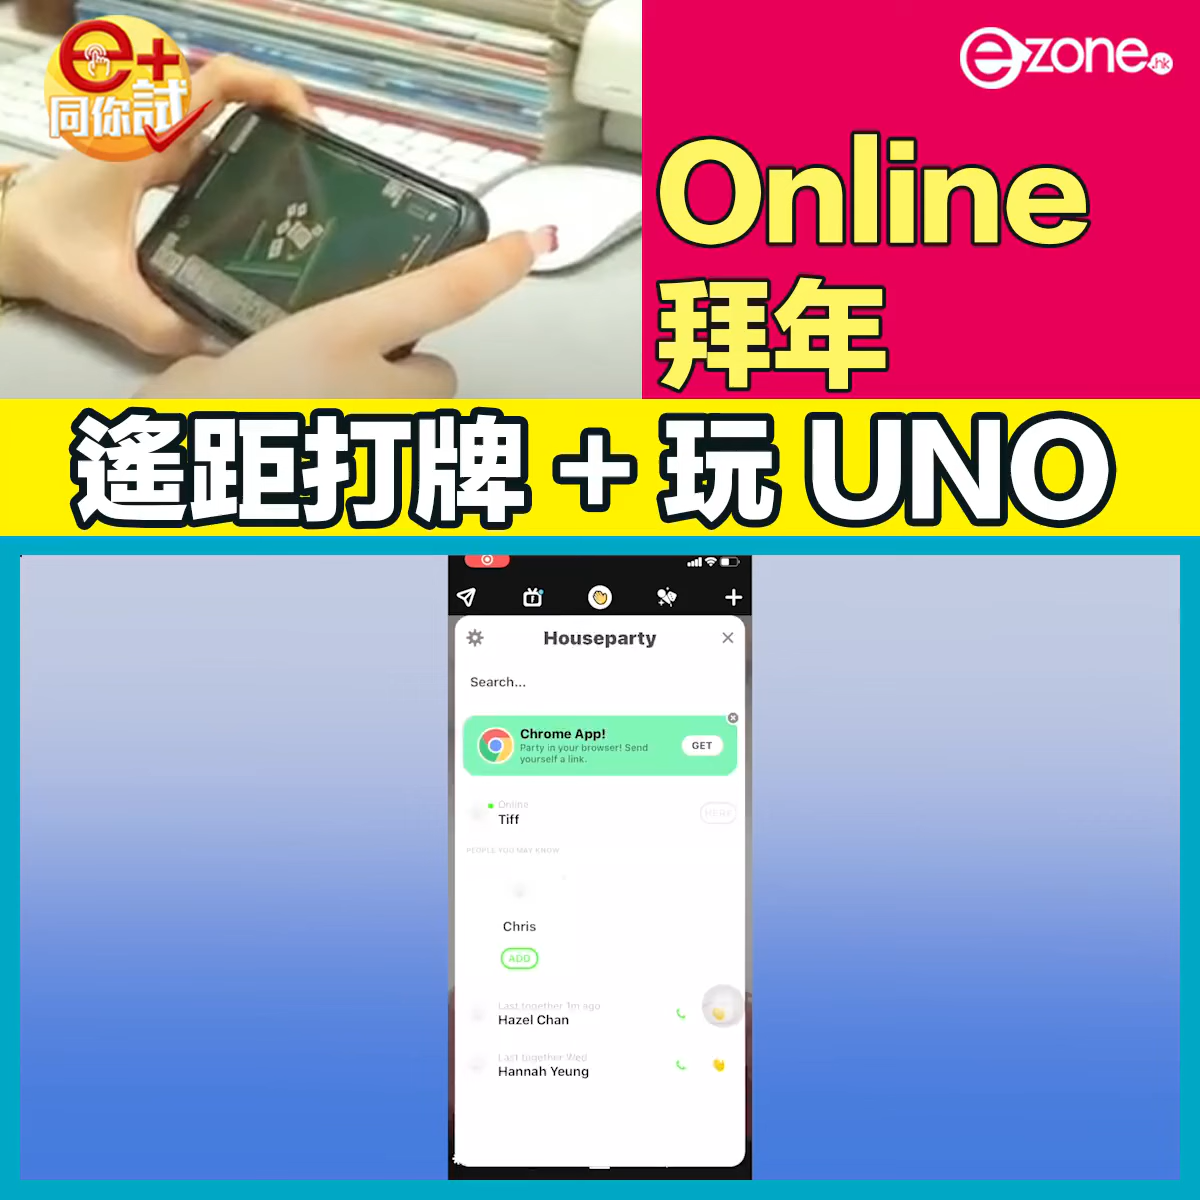 e+
同你試
ezone.hk
Online
拜年
遙距打牌 + 玩 UNO
Houseparty
Search...
Chrome App!
Party in your browser! Send
yourself a link.
GET
Online
Tiff
HERE
PEOPLE YOU MAY KNOW
Chris
ADD
Last together 1m ago
Hazel Chan
Last together Wed
Hannah Yeung